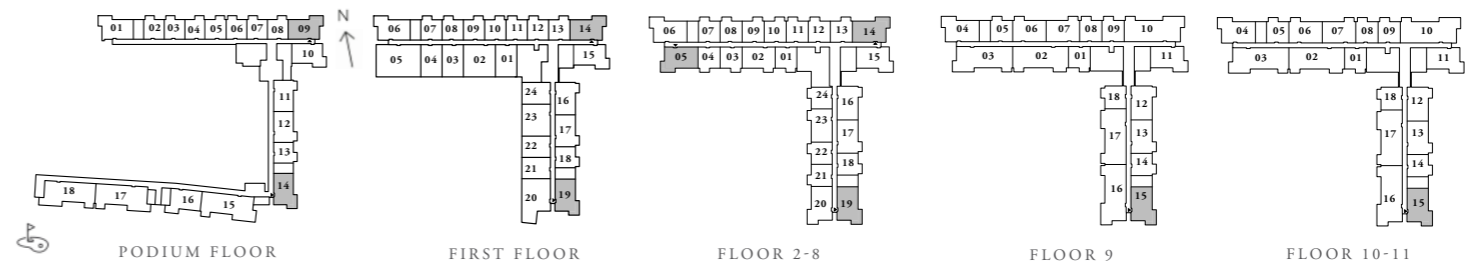 01 02 03 04 05 06 07 08 09
10
11
12
13
14
18 17 16 15
PODIUM FLOOR
N
06 07 08 09 10 11 12 13 14
05 04 03 02 01 15
24 16
23 17
22 18
21
20 19
FIRST FLOOR
06 07 08 09 10 11 12 13 14
05 04 03 02 01 15
24 16
23 17
22 18
21
20 19
FLOOR 2-8
04 05 06 07 08 09 10
03 02 01 11
18 12
17 13
14
16 15
FLOOR 9
04 05 06 07 08 09 10
03 02 01 11
18 12
17 13
14
16 15
FLOOR 10-11